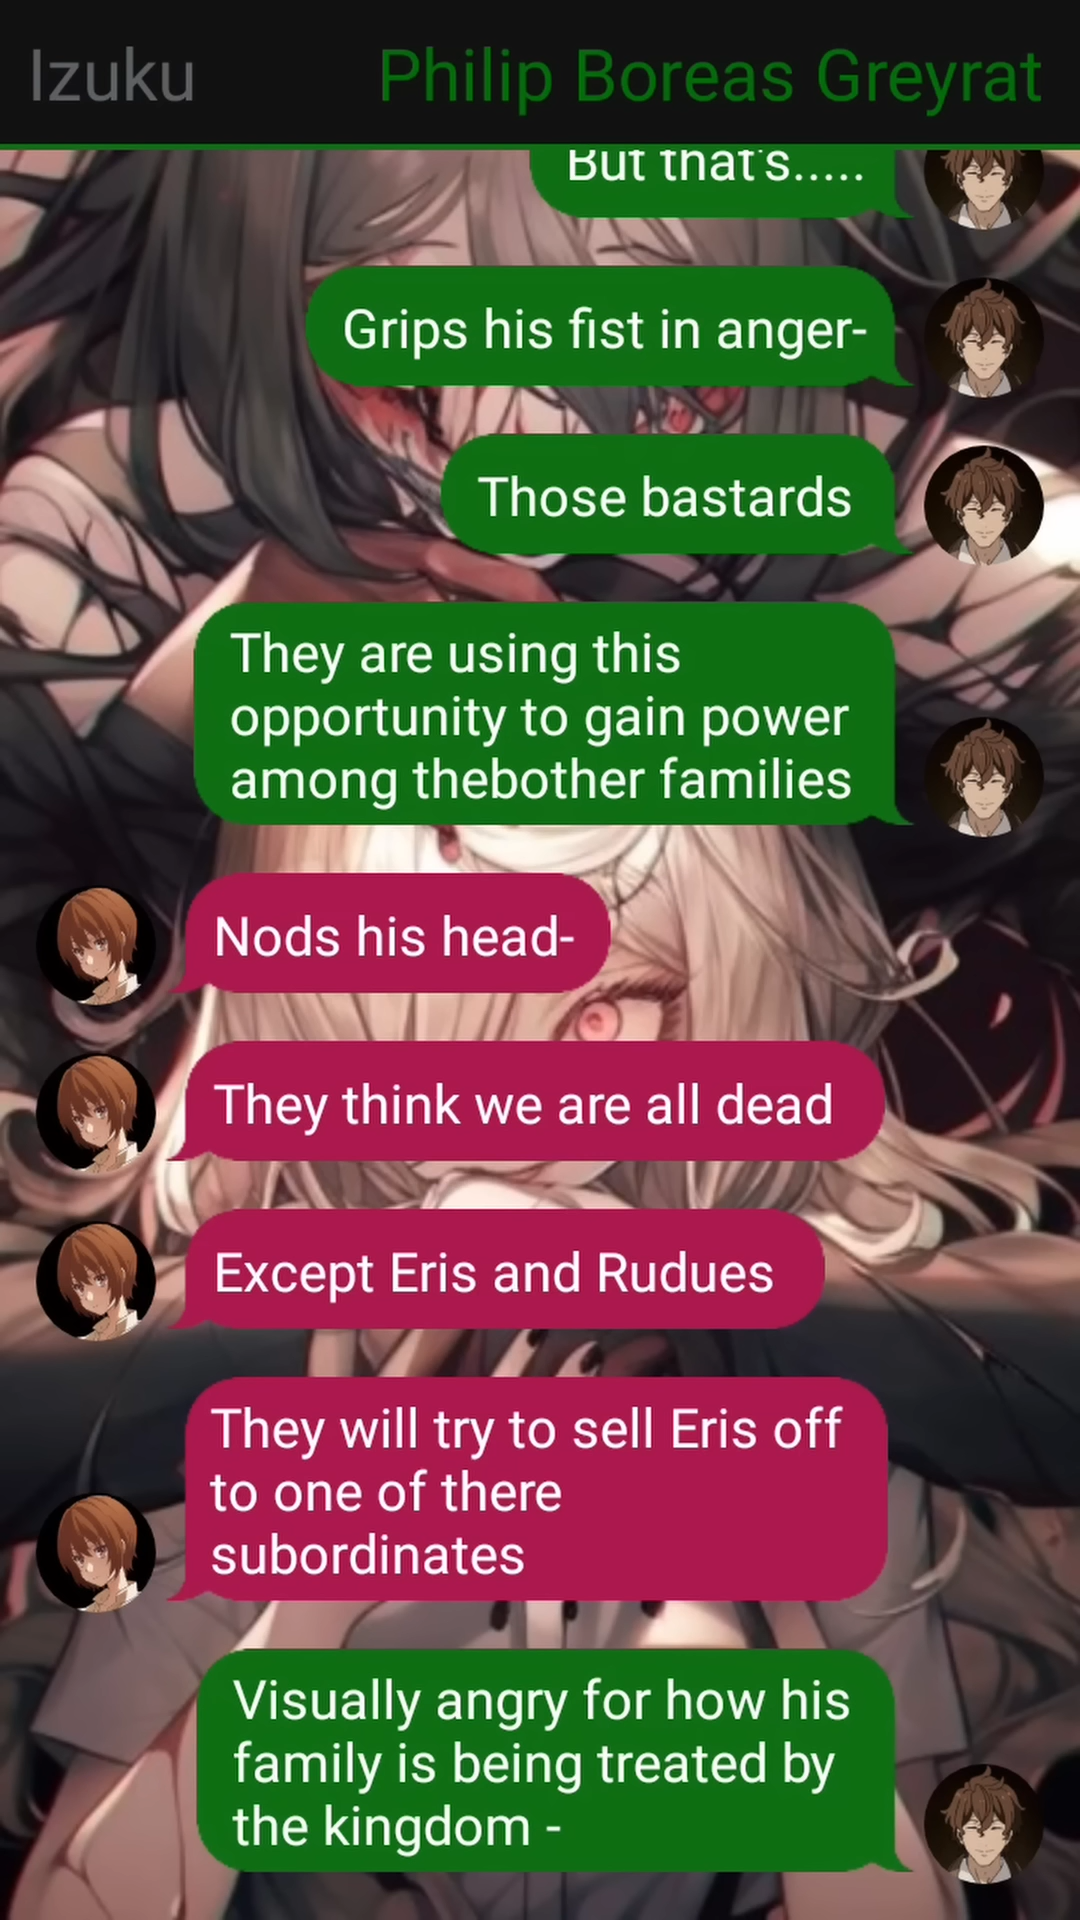 Izuku
Philip Boreas Greyrat
But that's.....
Grips his fist in anger-
Those bastards
They are using this
opportunity to gain power
among thebother families
Nods his head-
They think we are all dead
Except Eris and Rudues
They will try to sell Eris off
to one of there
subordinates
Visually angry for how his
family is being treated by
the kingdom -